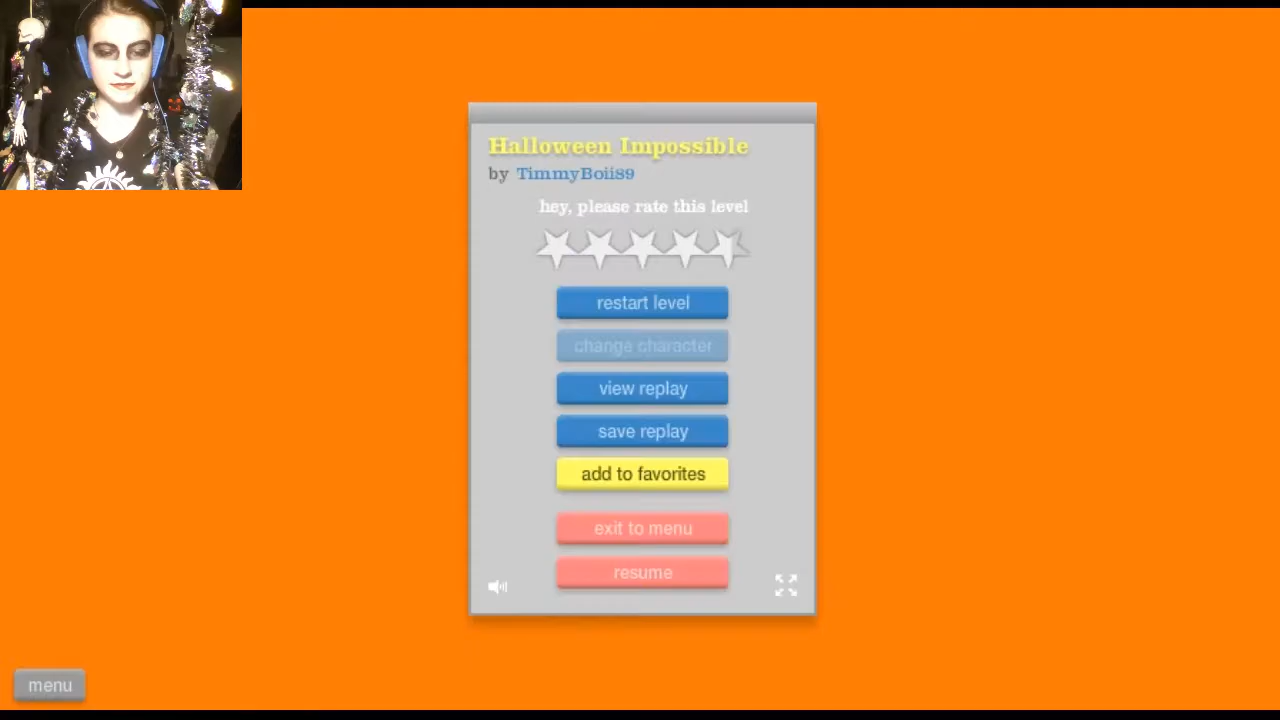 Halloween Impossible
by TimmyBoii89
hey, please rate this level
restart level
change character
view replay
save replay
add to favorites
exit to menu
resume
menu